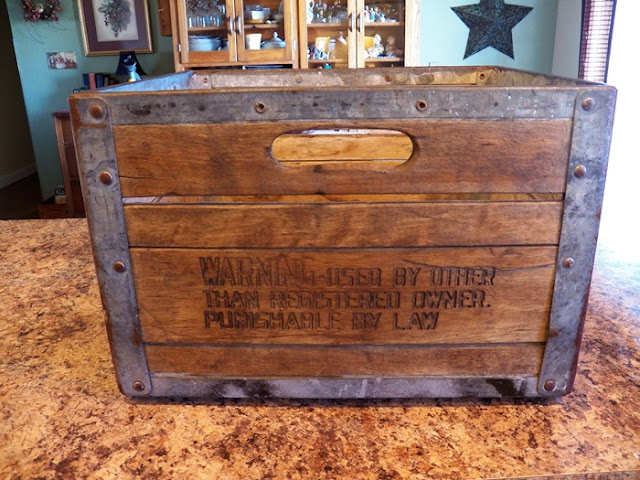 WARNING-USED BY OTHER
THAN REGISTERED OWNER.
PUNISHABLE BY LAW